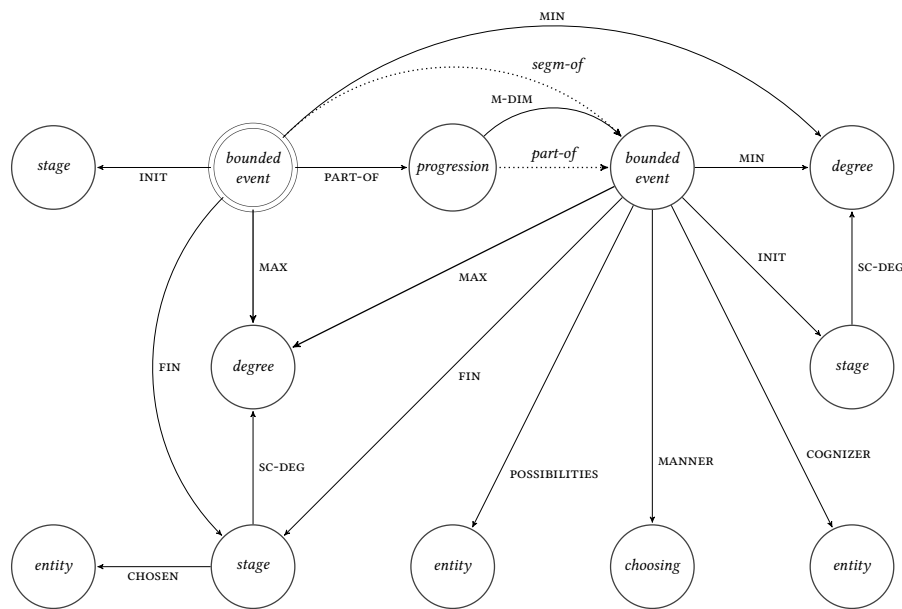 MIN
segm-of
M-DIM
stage
INIT
bounded
event
PART-OF
progression
part-of
bounded
event
MIN
degree
MAX
MAX
INIT
SC-DEG
FIN
degree
FIN
stage
SC-DEG
POSSIBILITIES
MANNER
COGNIZER
entity
CHOSEN
stage
entity
choosing
entity